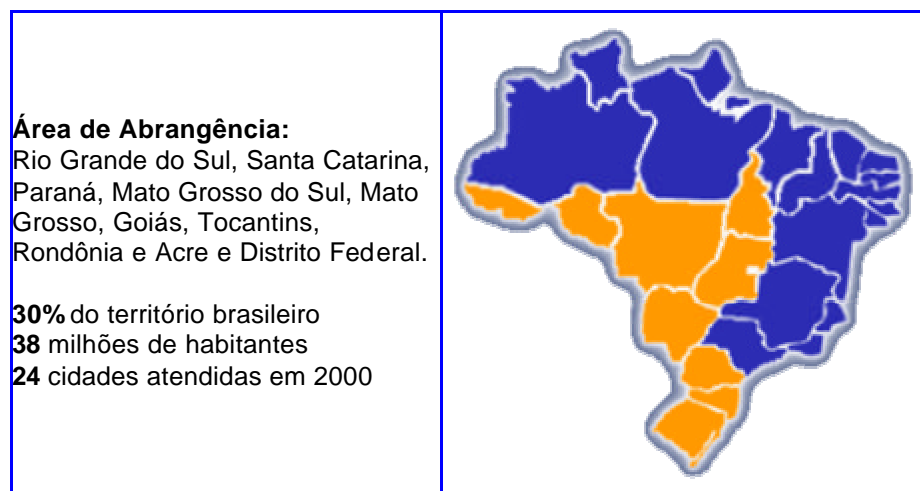 Área de Abrangência:
Rio Grande do Sul, Santa Catarina,
Paraná, Mato Grosso do Sul, Mato
Grosso, Goiás, Tocantins,
Rondônia e Acre e Distrito Federal.
30% do território brasileiro
38 milhões de habitantes
24 cidades atendidas em 2000